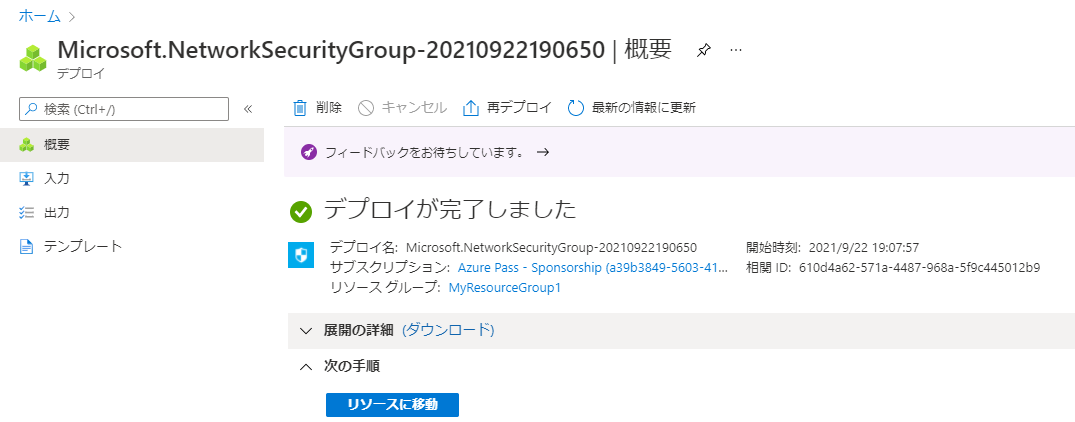 ホーム >
Microsoft.NetworkSecurityGroup-20210922190650 | 概要 ...
デプロイ
検索 (Ctrl+/) «
概要
入力
出力
テンプレート
削除 キャンセル 再デプロイ 最新の情報に更新
フィードバックをお待ちしています。 →
デプロイが完了しました
デプロイ名: Microsoft.NetworkSecurityGroup-20210922190650 開始時刻: 2021/9/22 19:07:57
サブスクリプション: Azure Pass - Sponsorship (a39b3849-5603-41... 相関 ID: 610d4a62-571a-4487-968a-5f9c445012b9
リソース グループ: MyResourceGroup1
展開の詳細 (ダウンロード)
次の手順
リソースに移動